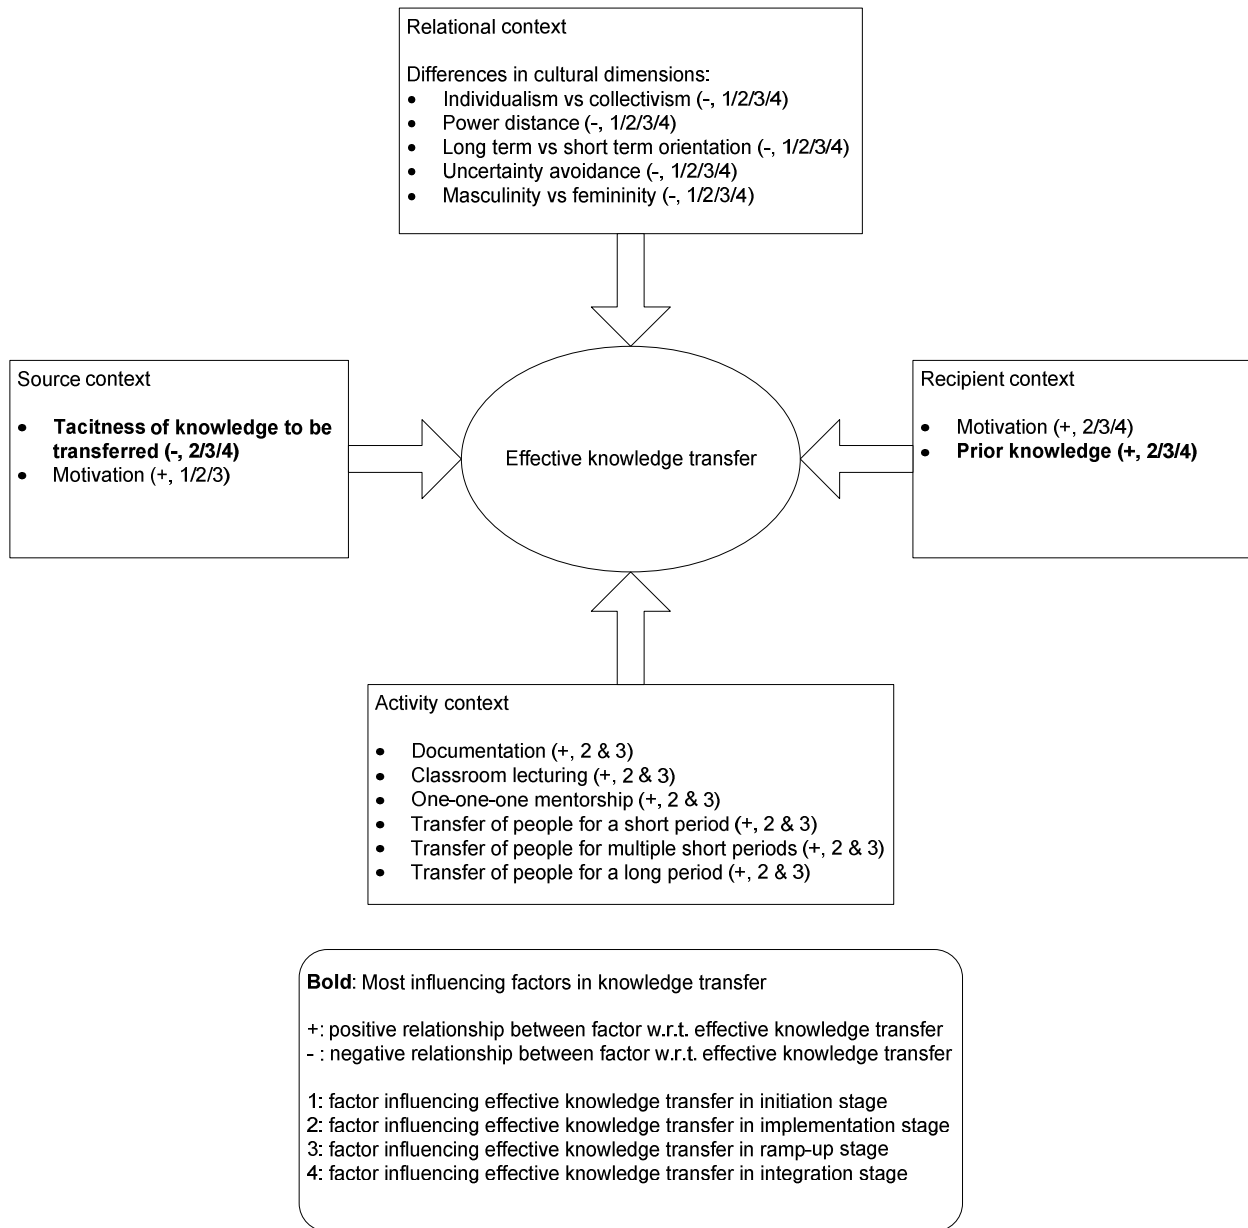 Relational context
Differences in cultural dimensions:
• Individualism vs collectivism (-, 1/2/3/4)
• Power distance (-, 1/2/3/4)
• Long term vs short term orientation (-, 1/2/3/4)
• Uncertainty avoidance (-, 1/2/3/4)
• Masculinity vs femininity (-, 1/2/3/4)
Source context
• Tacitness of knowledge to be
transferred (-, 2/3/4)
• Motivation (+, 1/2/3)
Effective knowledge transfer
Recipient context
• Motivation (+, 2/3/4)
• Prior knowledge (+, 2/3/4)
Activity context
• Documentation (+, 2 & 3)
• Classroom lecturing (+, 2 & 3)
• One-one-one mentorship (+, 2 & 3)
• Transfer of people for a short period (+, 2 & 3)
• Transfer of people for multiple short periods (+, 2 & 3)
• Transfer of people for a long period (+, 2 & 3)
Bold: Most influencing factors in knowledge transfer
+: positive relationship between factor w.r.t. effective knowledge transfer
- : negative relationship between factor w.r.t. effective knowledge transfer
1: factor influencing effective knowledge transfer in initiation stage
2: factor influencing effective knowledge transfer in implementation stage
3: factor influencing effective knowledge transfer in ramp-up stage
4: factor influencing effective knowledge transfer in integration stage